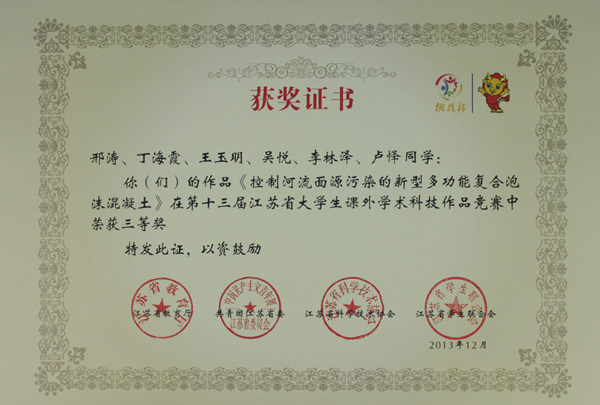 获奖证书
挑战杯
邢涛、丁海霞、王玉明、吴悦、李林泽、卢怿同学：
你（们）的作品《控制河流面源污染的新型多功能复合泡
沫混凝土》在第十三届江苏省大学生课外学术科技作品竞赛中
荣获三等奖
特发此证，以资鼓励
江苏省教育厅 共青团江苏省委 江苏省科学技术协会 江苏省学生联合会
2013年12月